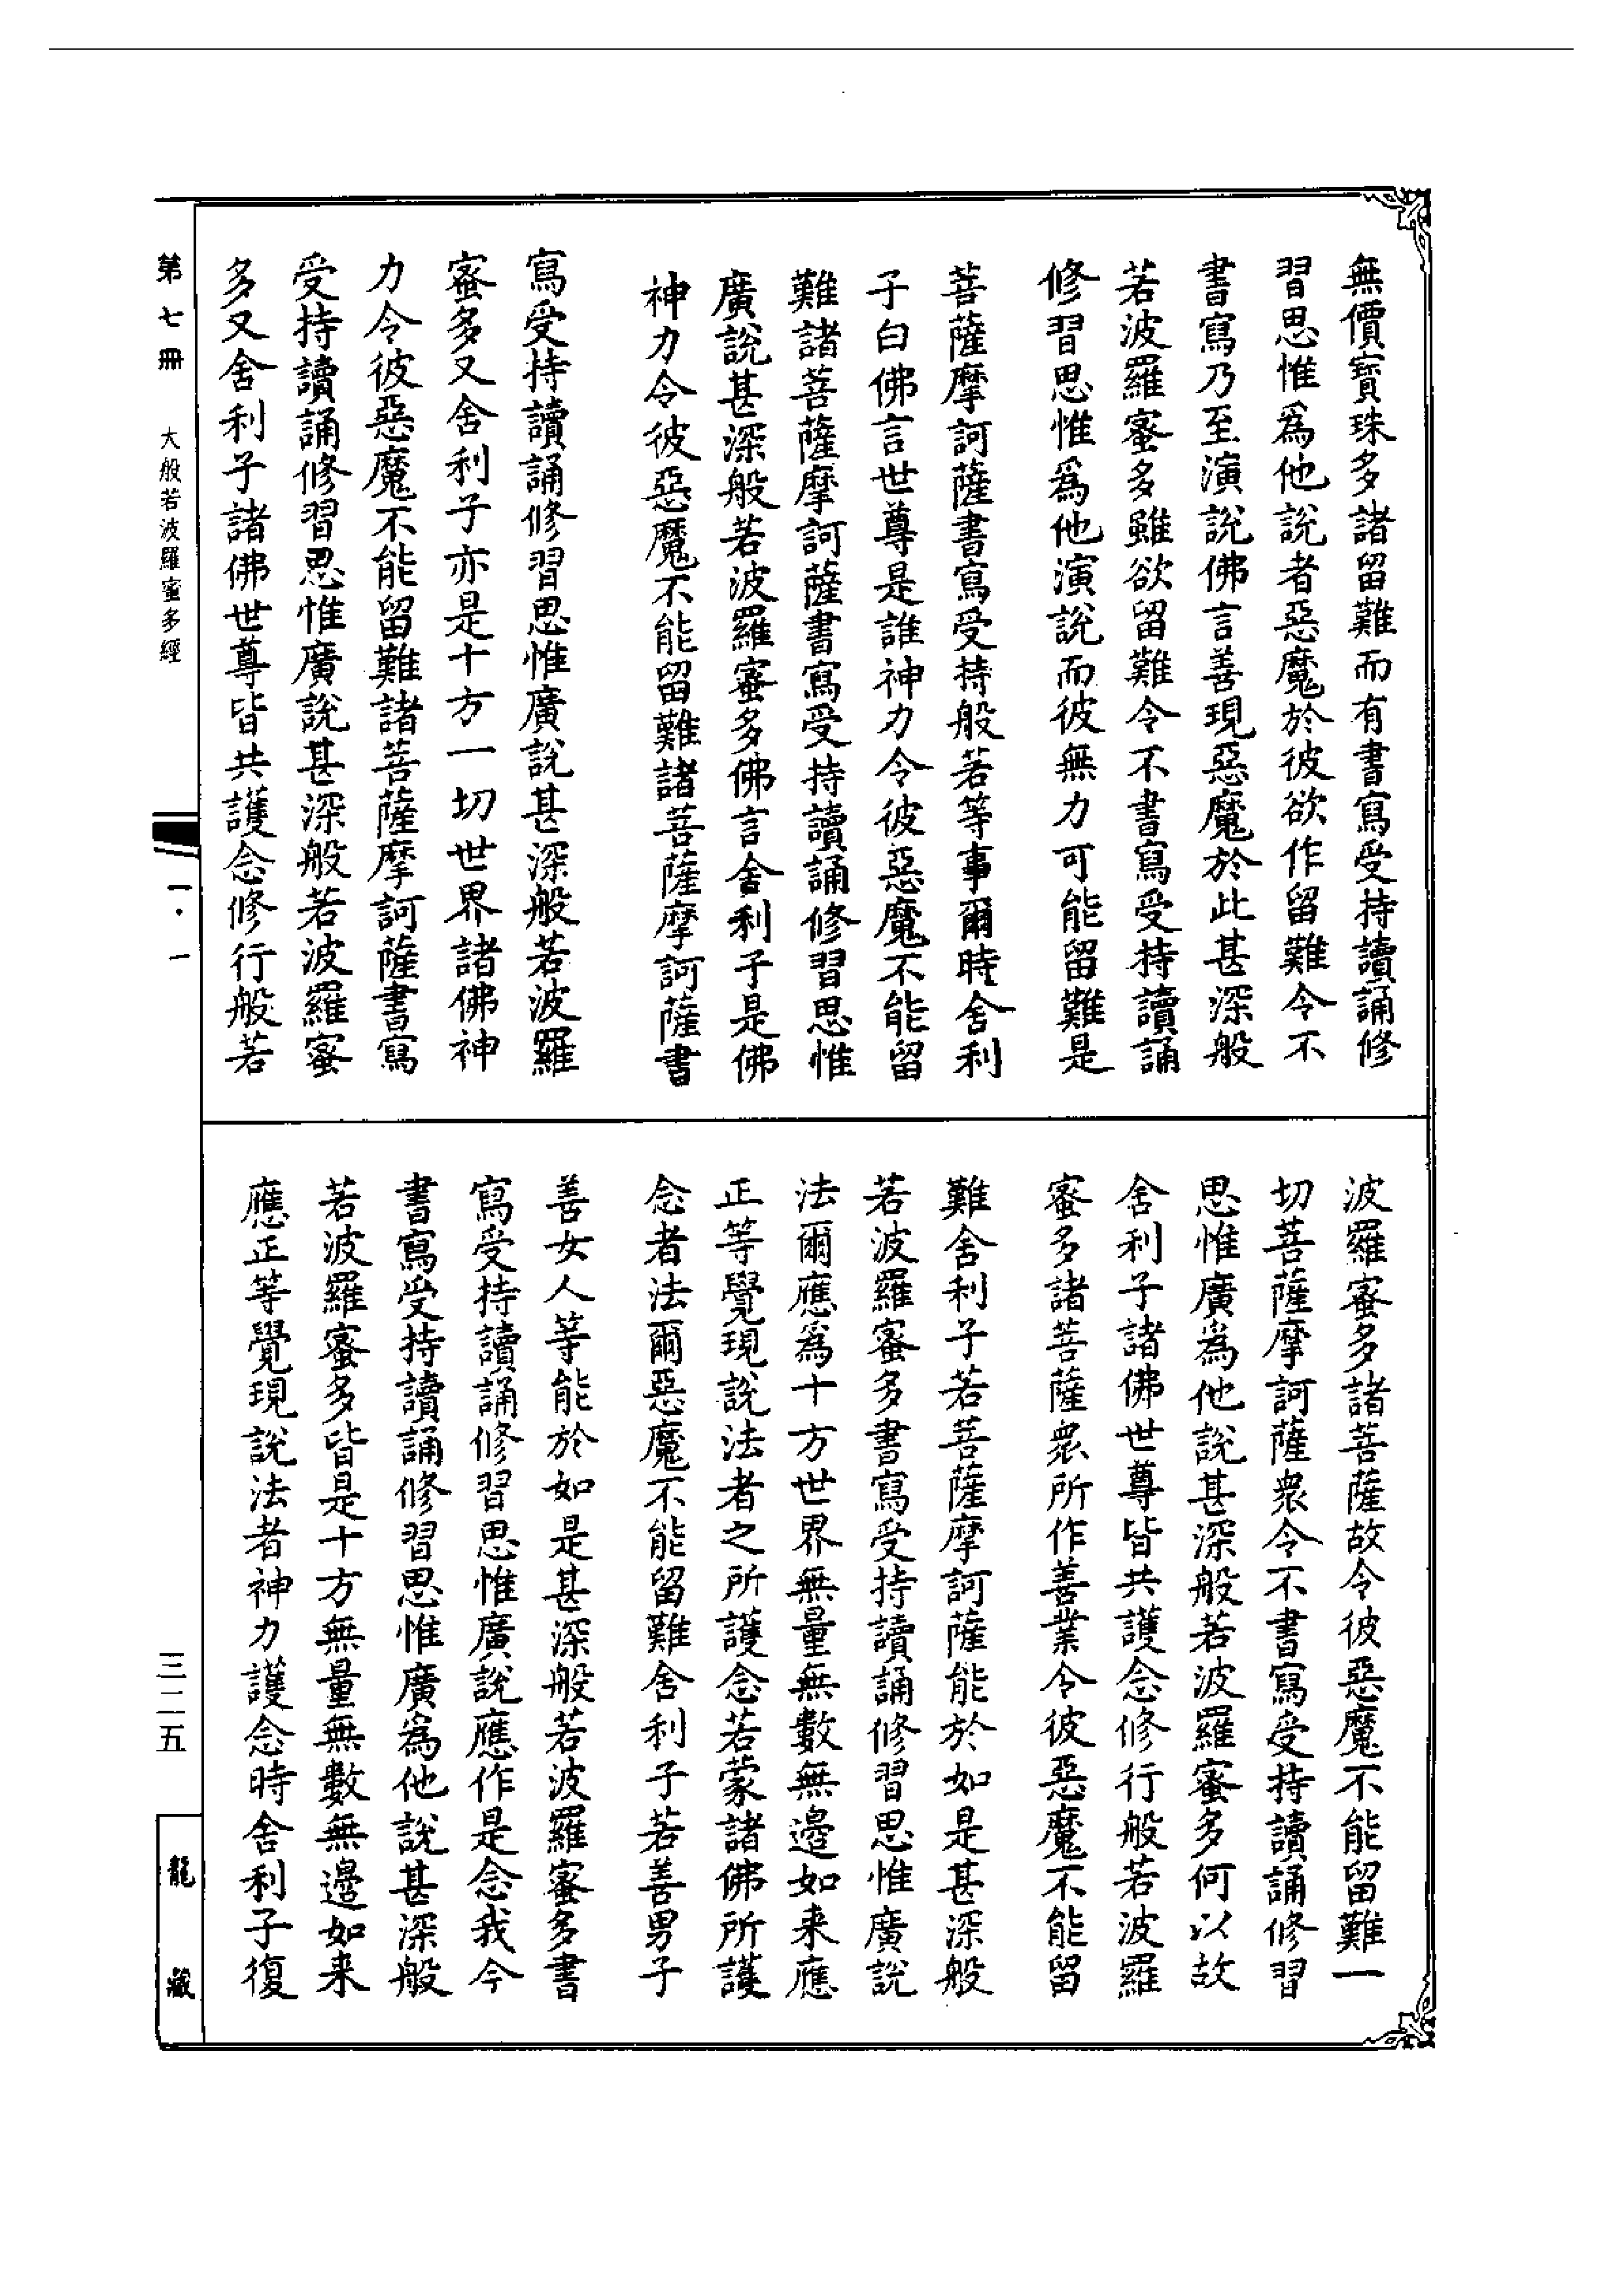 無價寶珠多諸留難而有書寫受持讀誦修
習思惟爲他說者惡魔於彼欲作留難令不
書寫乃至演說佛言善現惡魔於此甚深般
若波羅蜜多雖欲留難令不書寫受持讀誦
修習思惟爲他演說而彼無力可能留難是
菩薩摩訶薩書寫受持般若等事爾時舍利
子白佛言世尊是誰神力令彼惡魔不能留
難諸菩薩摩訶薩書寫受持讀誦修習思惟
廣說甚深般若波羅蜜多佛言舍利子是佛
神力令彼惡魔不能留難諸菩薩摩訶薩書
寫受持讀誦修習思惟廣說甚深般若波羅
蜜多又舍利子亦是十方一切世界諸佛神
力令彼惡魔不能留難諸菩薩摩訶薩書寫
受持讀誦修習思惟廣說甚深般若波羅蜜
多又舍利子諸佛世尊皆共護念修行般若
波羅蜜多諸菩薩故令彼惡魔不能留難一
切菩薩摩訶薩衆令不書寫受持讀誦修習
思惟廣爲他說甚深般若波羅蜜多何以故
舍利子諸佛世尊皆共護念修行般若波羅
蜜多諸菩薩衆所作善業令彼惡魔不能留
難舍利子若菩薩摩訶薩能於如是甚深般
若波羅蜜多書寫受持讀誦修習思惟廣說
法爾應爲十方世界無量無數無邊如来應
正等覺現說法者之所護念若蒙諸佛所護
念者法爾惡魔不能留難舍利子若善男子
善女人等能於如是甚深般若波羅蜜多書
寫受持讀誦修習思惟廣說應作是念我今
書寫受持讀誦修習思惟廣爲他說甚深般
若波羅蜜多皆是十方無量無數無邊如来
應正等覺現說法者神力護念時舍利子復
第七冊 大般若波羅蜜多經 一·一
三二五 龍藏